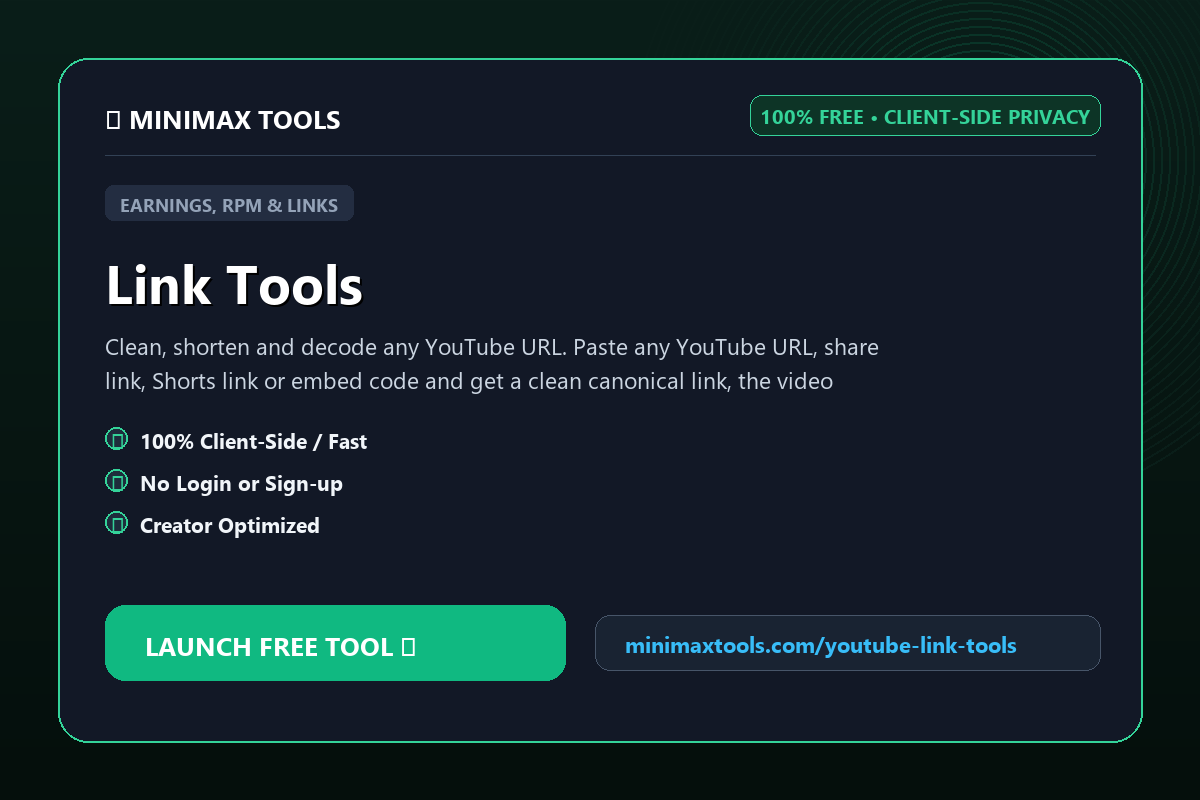 MINIMAX TOOLS
100% FREE • CLIENT-SIDE PRIVACY
EARNINGS, RPM & LINKS
Link Tools
Clean, shorten and decode any YouTube URL. Paste any YouTube URL, share
link, Shorts link or embed code and get a clean canonical link, the video
100% Client-Side / Fast
No Login or Sign-up
Creator Optimized
LAUNCH FREE TOOL
minimaxtools.com/youtube-link-tools